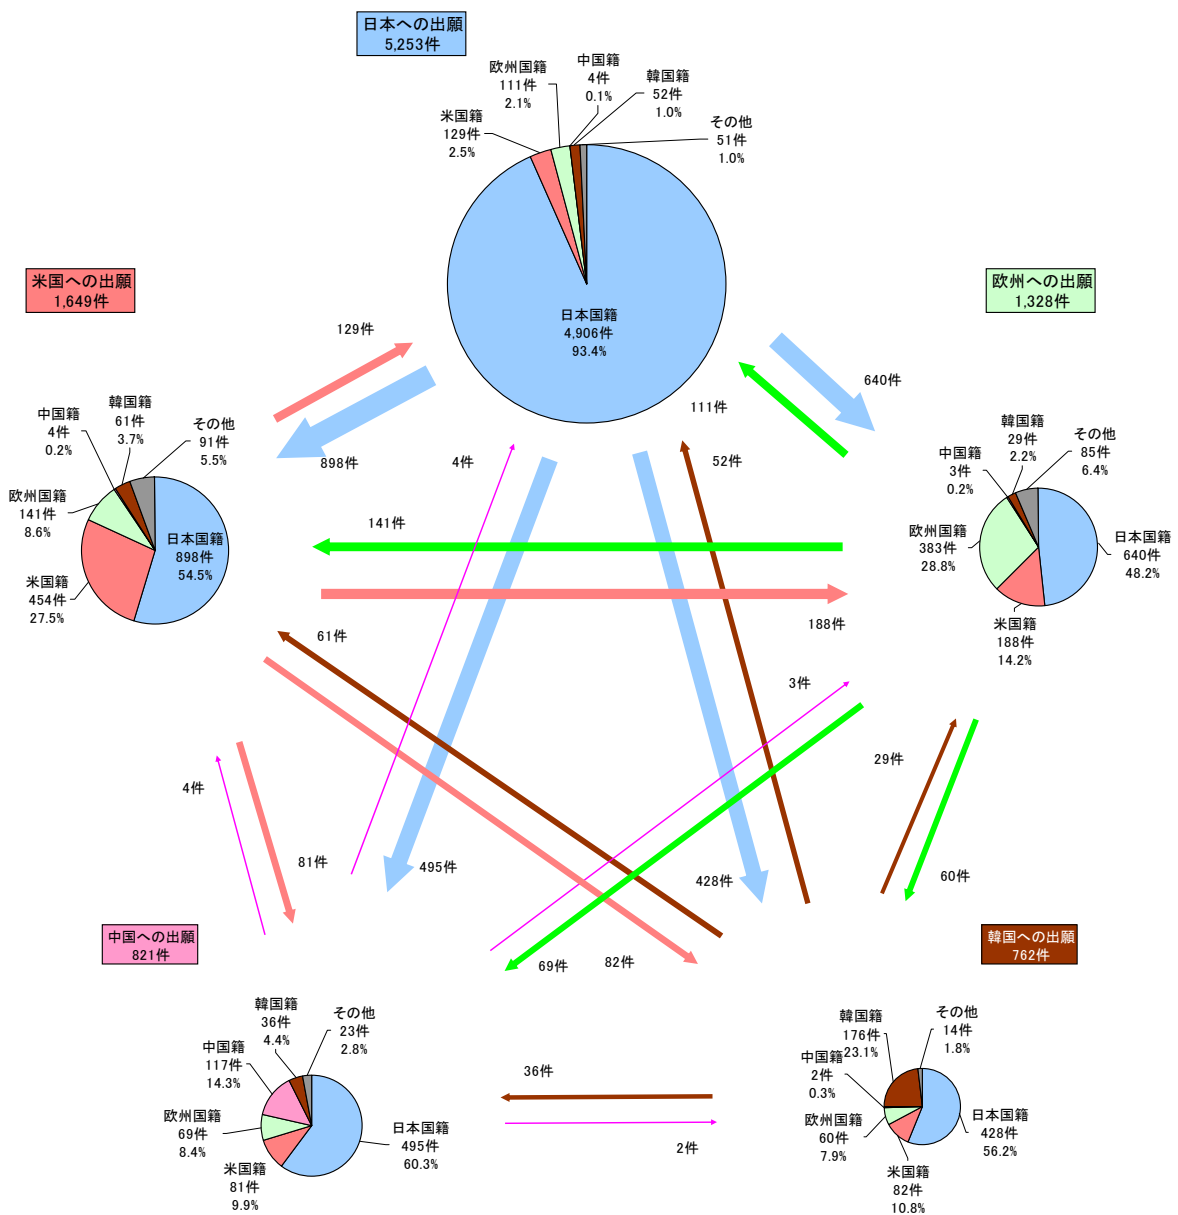 日本への出願
5,253件
欧州国籍
111件
2.1%
中国籍
4件
0.1%
韓国籍
52件
1.0%
米国籍
129件
2.5%
その他
51件
1.0%
日本国籍
4,906件
93.4%
米国への出願
1,649件
欧州への出願
1,328件
129件
898件
640件
111件
4件
52件
中国籍
4件
0.2%
韓国籍
61件
3.7%
その他
91件
5.5%
欧州国籍
141件
8.6%
日本国籍
898件
54.5%
米国籍
454件
27.5%
韓国籍
29件
2.2%
その他
85件
6.4%
中国籍
3件
0.2%
欧州国籍
383件
28.8%
日本国籍
640件
48.2%
米国籍
188件
14.2%
141件
188件
61件
3件
4件
81件
495件
428件
29件
60件
69件
82件
中国への出願
821件
韓国への出願
762件
韓国籍
36件
4.4%
その他
23件
2.8%
中国籍
117件
14.3%
欧州国籍
69件
8.4%
米国籍
81件
9.9%
日本国籍
495件
60.3%
36件
2件
韓国籍
176件
23.1%
その他
14件
1.8%
中国籍
2件
0.3%
欧州国籍
60件
7.9%
米国籍
82件
10.8%
日本国籍
428件
56.2%